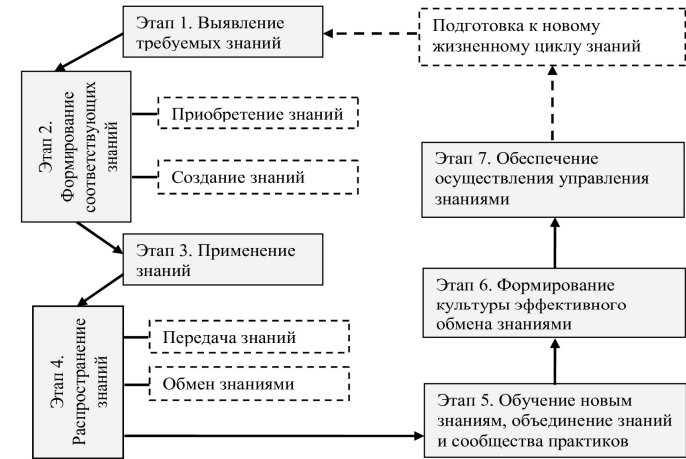 Этап 1. Выявление
требуемых знаний
Подготовка к новому
жизненному циклу знаний
Этап 2.
Формирование
соответствующих
знаний
Приобретение знаний
Создание знаний
Этап 3. Применение
знаний
Этап 4.
Распространение
знаний
Передача знаний
Обмен знаниями
Этап 5. Обучение новым
знаниям, объединение знаний
и сообщества практиков
Этап 6. Формирование
культуры эффективного
обмена знаниями
Этап 7. Обеспечение
осуществления управления
знаниями